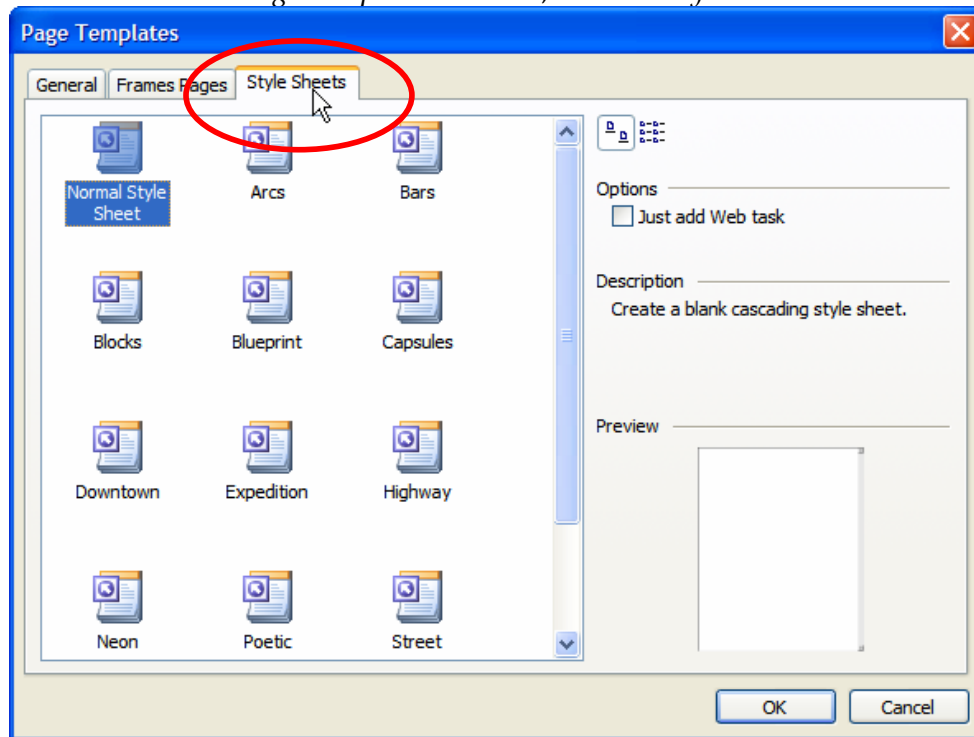 Page Templates
General Frames Pages Style Sheets
Normal Style
Sheet
Arcs
Bars
Blocks
Blueprint
Capsules
Downtown
Expedition
Highway
Neon
Poetic
Street
Options
Just add Web task
Description
Create a blank cascading style sheet.
Preview
OK
Cancel